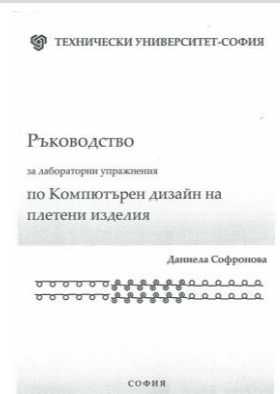 ТЕХНИЧЕСКИ УНИВЕРСИТЕТ-СОФИЯ
Ръководство
за лабораторни упражнения
по Компютърен дизайн на
плетени изделия
Даниела Софронова
СОФИЯ